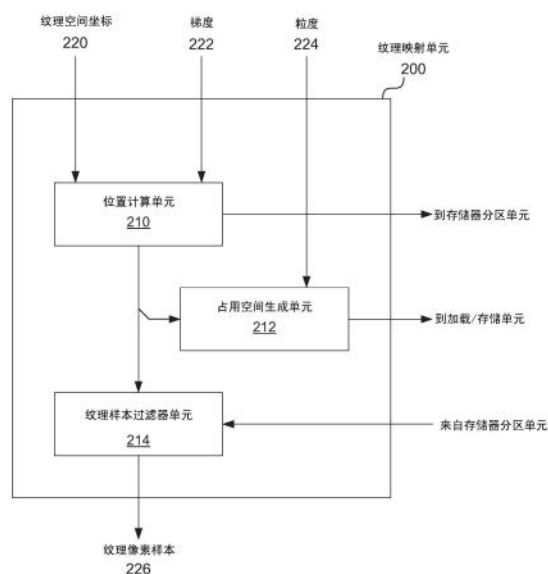 纹理空间坐标
220
梯度
222
粒度
224
纹理映射单元
200
位置计算单元
210
到存储器分区单元
占用空间生成单元
212
到加载/存储单元
纹理样本过滤器单元
214
来自存储器分区单元
纹理像素样本
226